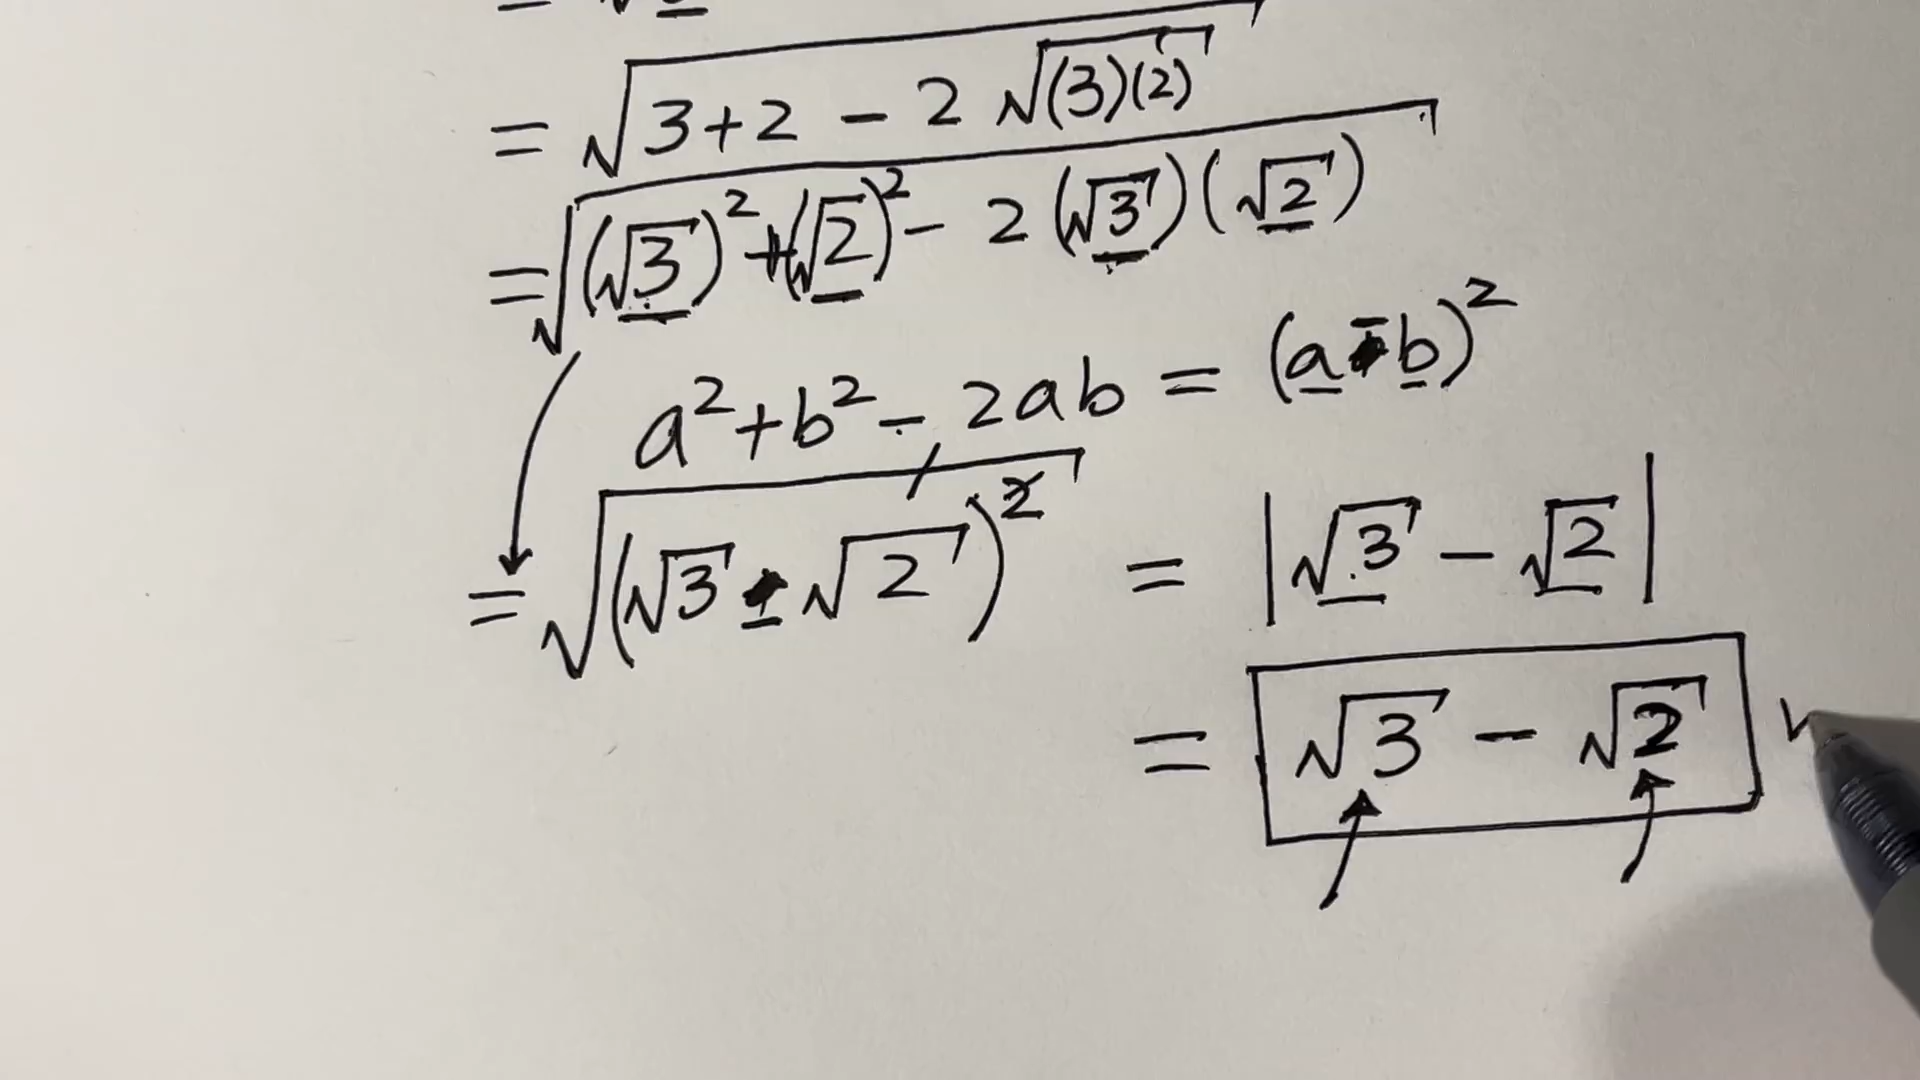 = √(3+2 - 2√((3)(2)))
= √((√3)² + (√2)² - 2(√3)(√2))
a² + b² - 2ab = (a - b)²
= √((√3 - √2)²) = |√3 - √2|
= √3 - √2